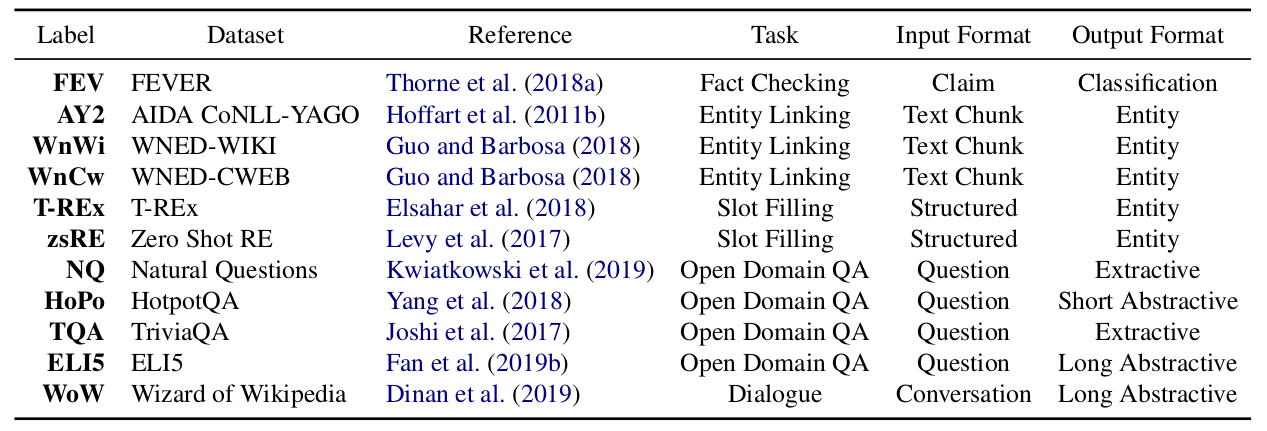 Label Dataset Reference Task Input Format Output Format
FEV FEVER Thorne et al. (2018a) Fact Checking Claim Classification
AY2 AIDA CoNLL-YAGO Hoffart et al. (2011b) Entity Linking Text Chunk Entity
WnWi WNED-WIKI Guo and Barbosa (2018) Entity Linking Text Chunk Entity
WnCw WNED-CWEB Guo and Barbosa (2018) Entity Linking Text Chunk Entity
T-REx T-REx Elsahar et al. (2018) Slot Filling Structured Entity
zsRE Zero Shot RE Levy et al. (2017) Slot Filling Structured Entity
NQ Natural Questions Kwiatkowski et al. (2019) Open Domain QA Question Extractive
HoPo HotpotQA Yang et al. (2018) Open Domain QA Question Short Abstractive
TQA TriviaQA Joshi et al. (2017) Open Domain QA Question Extractive
ELI5 ELI5 Fan et al. (2019b) Open Domain QA Question Long Abstractive
WoW Wizard of Wikipedia Dinan et al. (2019) Dialogue Conversation Long Abstractive